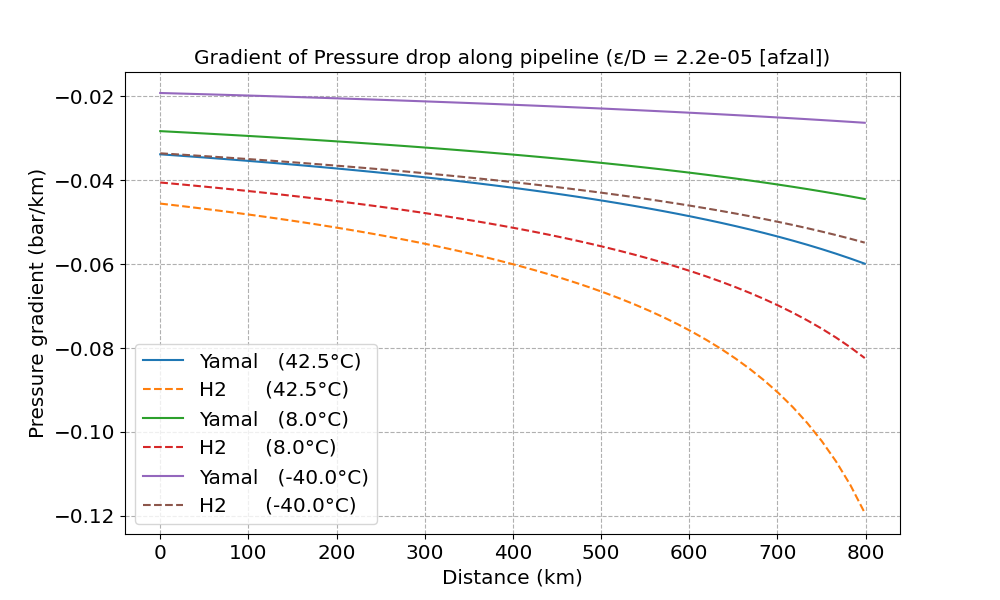 Gradient of Pressure drop along pipeline (ε/D = 2.2e-05 [afzal])
Pressure gradient (bar/km)
−0.02
−0.04
−0.06
−0.08
−0.10
−0.12
Yamal (42.5°C)
H2 (42.5°C)
Yamal (8.0°C)
H2 (8.0°C)
Yamal (-40.0°C)
H2 (-40.0°C)
0 100 200 300 400 500 600 700 800
Distance (km)